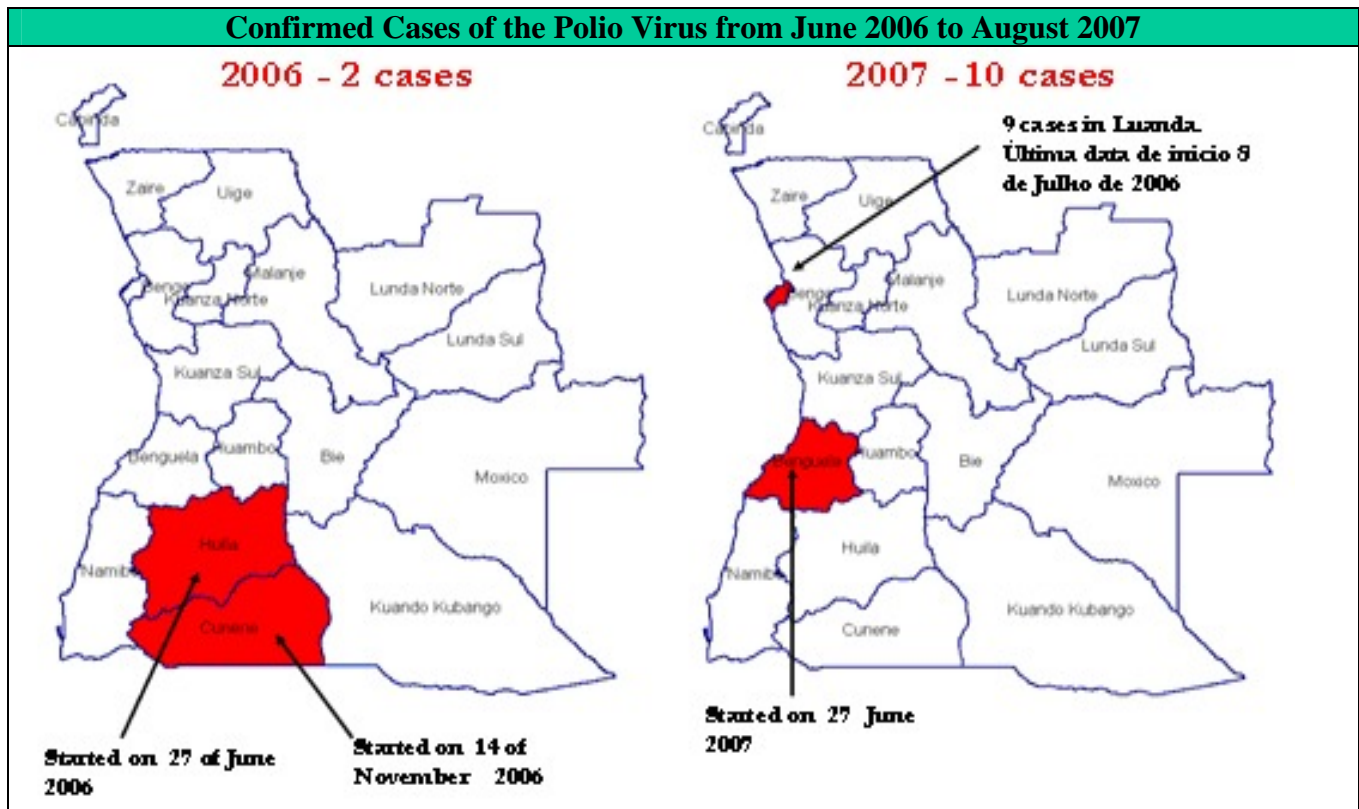 Confirmed Cases of the Polio Virus from June 2006 to August 2007
2006 - 2 cases
Cabinda
Zaire
Uige
Bengo
Malanje
Kuanza Norte
Lunda Norte
Lunda Sul
Kuanza Sul
Benguela
Huambo
Bie
Moxico
Huila
Namibe
Cunene
Kuando Kubango
Started on 27 of June
2006
Started on 14 of
November 2006
2007 - 10 cases
9 cases in Luanda.
Última data de inicio 8
de Julho de 2006
Cabinda
Zaire
Uige
Bengo
Malanje
Kuanza Norte
Lunda Norte
Lunda Sul
Kuanza Sul
Benguela
Huambo
Bie
Moxico
Huila
Namibe
Cunene
Kuando Kubango
Started on 27 June
2007